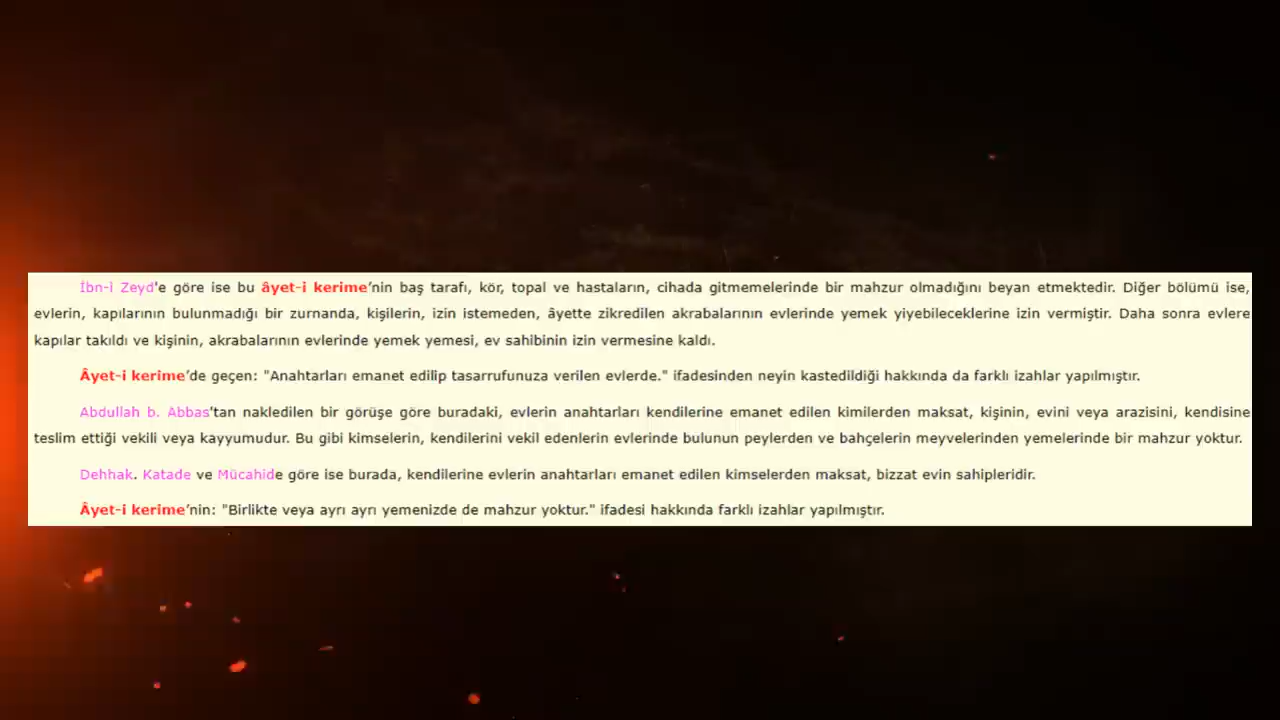 İbn-i Zeyd'e göre ise bu âyet-i kerime'nin baş tarafı, kör, topal ve hastaların, cihada gitmemelerinde bir mahzur olmadığını beyan etmektedir. Diğer bölümü ise,
evlerin, kapılarının bulunmadığı bir zurnanda, kişilerin, izin istemeden, âyette zikredilen akrabalarının evlerinde yemek yiyebileceklerine izin vermiştir. Daha sonra evlere
kapılar takıldı ve kişinin, akrabalarının evlerinde yemek yemesi, ev sahibinin izin vermesine kaldı.
Âyet-i kerime'de geçen: "Anahtarları emanet edilip tasarrufunuza verilen evlerde." ifadesinden neyin kastedildiği hakkında da farklı izahlar yapılmıştır.
Abdullah b. Abbas'tan nakledilen bir görüşe göre buradaki, evlerin anahtarları kendilerine emanet edilen kimilerden maksat, kişinin, evini veya arazisini, kendisine
teslim ettiği vekili veya kayyumudur. Bu gibi kimselerin, kendilerini vekil edenlerin evlerinde bulunun peylerden ve bahçelerin meyvelerinden yemelerinde bir mahzur yoktur.
Dehhak. Katade ve Mücahide göre ise burada, kendilerine evlerin anahtarları emanet edilen kimselerden maksat, bizzat evin sahipleridir.
Âyet-i kerime'nin: "Birlikte veya ayrı ayrı yemenizde de mahzur yoktur." ifadesi hakkında farklı izahlar yapılmıştır.